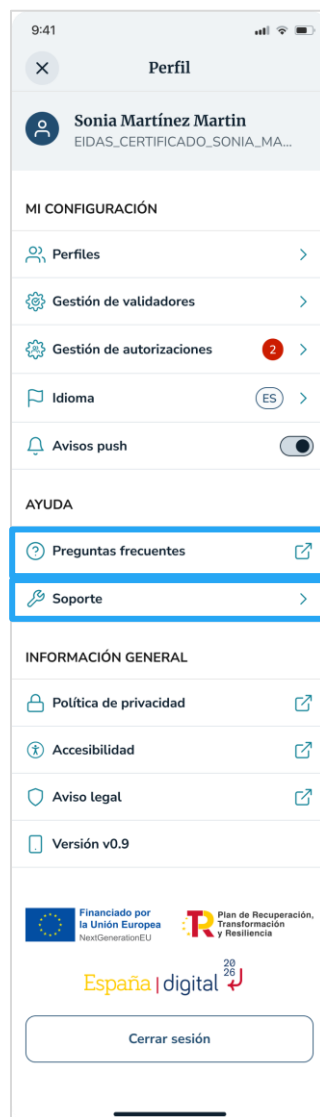 9:41
Perfil
Sonia Martínez Martin
EIDAS_CERTIFICADO_SONIA_MA...
MI CONFIGURACIÓN
Perfiles
Gestión de validadores
Gestión de autorizaciones 2
Idioma ES
Avisos push
AYUDA
Preguntas frecuentes
Soporte
INFORMACIÓN GENERAL
Política de privacidad
Accesibilidad
Aviso legal
Versión v0.9
Financiado por
la Unión Europea
NextGenerationEU
Plan de Recuperación,
Transformación
y Resiliencia
España | digital 2026
Cerrar sesión